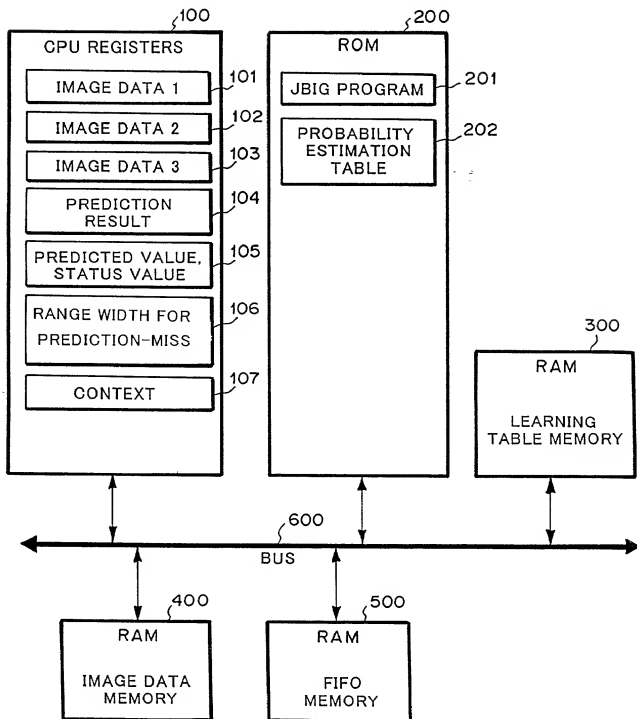 100
CPU REGISTERS
IMAGE DATA 1
101
IMAGE DATA 2
102
IMAGE DATA 3
103
PREDICTION
RESULT
104
PREDICTED VALUE,
STATUS VALUE
105
RANGE WIDTH FOR
PREDICTION-MISS
106
CONTEXT
107
200
ROM
JBIG PROGRAM
201
PROBABILITY
ESTIMATION
TABLE
202
300
RAM
LEARNING
TABLE MEMORY
600
BUS
400
RAM
IMAGE DATA
MEMORY
500
RAM
FIFO
MEMORY